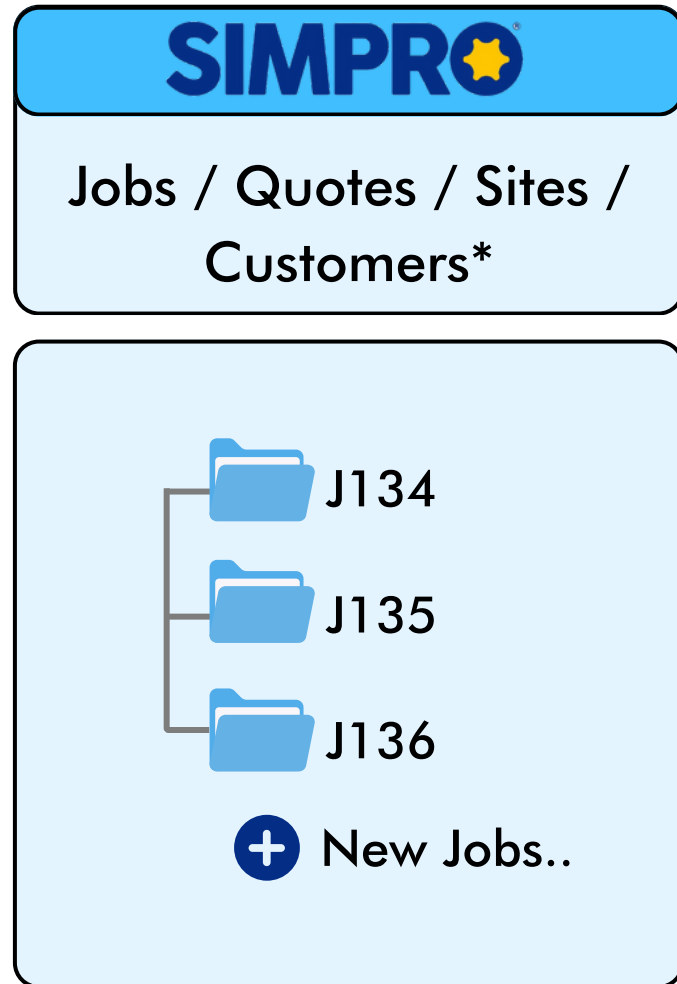 SIMPRO®
Jobs / Quotes / Sites /
Customers*
J134
J135
J136
New Jobs..